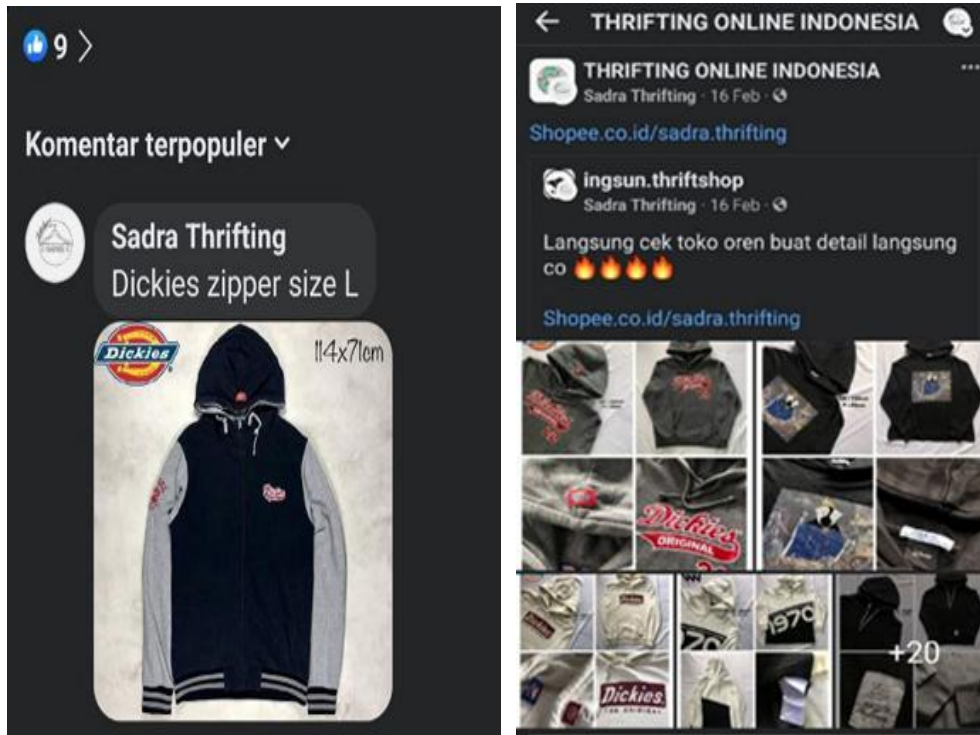 9
Komentar terpopuler
Sadra Thrifting
Dickies zipper size L
Dickies
114x71cm
THRIFTING ONLINE INDONESIA
THRIFTING ONLINE INDONESIA
Sadra Thrifting · 16 Feb ·
Shopee.co.id/sadra.thrifting
ingsun.thriftshop
Sadra Thrifting · 16 Feb ·
Langsung cek toko oren buat detail langsung
co 🔥🔥🔥🔥
Shopee.co.id/sadra.thrifting
Dickies
ORIGINAL
Dickies
1970
+20
Dickies